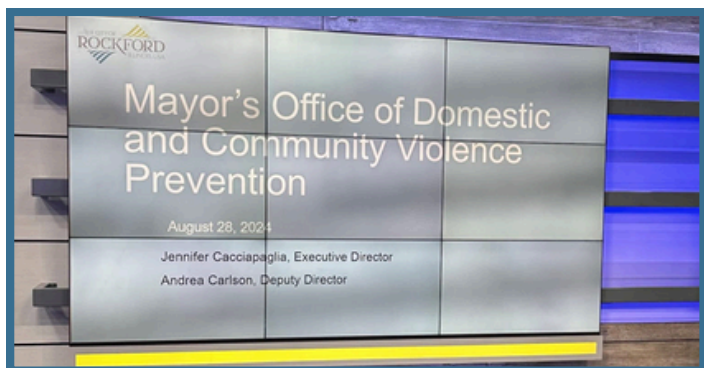 ROCKFORD
Mayor's Office of Domestic
and Community Violence
Prevention
August 28, 2024
Jennifer Cacciapaglia, Executive Director
Andrea Carlson, Deputy Director